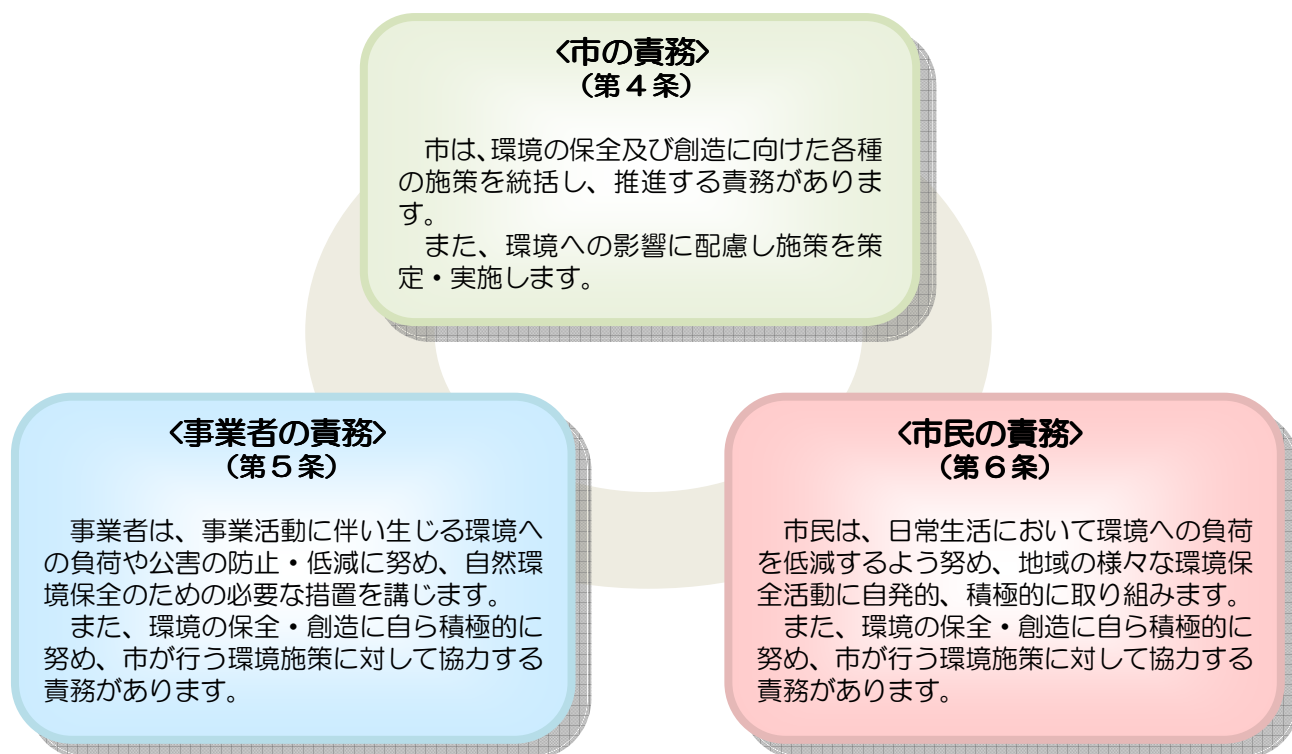 <市の責務>
（第４条）
市は、環境の保全及び創造に向けた各種
の施策を統括し、推進する責務がありま
す。
また、環境への影響に配慮し施策を策
定・実施します。
<事業者の責務>
（第５条）
事業者は、事業活動に伴い生じる環境へ
の負荷や公害の防止・低減に努め、自然環
境保全のための必要な措置を講じます。
また、環境の保全・創造に自ら積極的に
努め、市が行う環境施策に対して協力する
責務があります。
<市民の責務>
（第６条）
市民は、日常生活において環境への負荷
を低減するよう努め、地域の様々な環境保
全活動に自発的、積極的に取り組みます。
また、環境の保全・創造に自ら積極的に
努め、市が行う環境施策に対して協力する
責務があります。